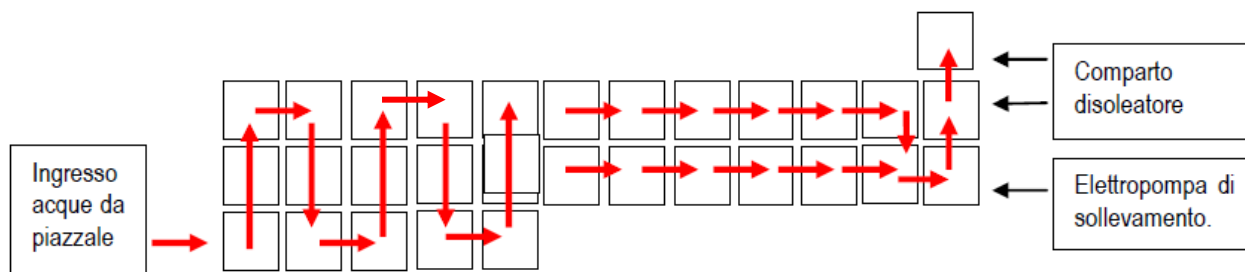 Ingresso
acque da
piazzale
Comparto
disoleatore
Elettropompa di
sollevamento.